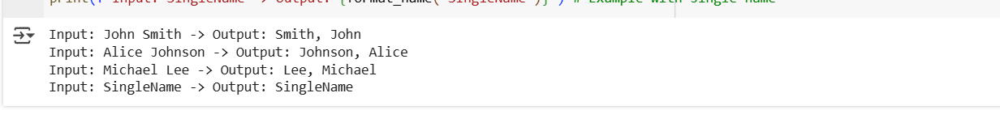 print(f"Input: SingleName -> Output: {format_name('SingleName')}") # Example with single name
Input: John Smith -> Output: Smith, John
Input: Alice Johnson -> Output: Johnson, Alice
Input: Michael Lee -> Output: Lee, Michael
Input: SingleName -> Output: SingleName